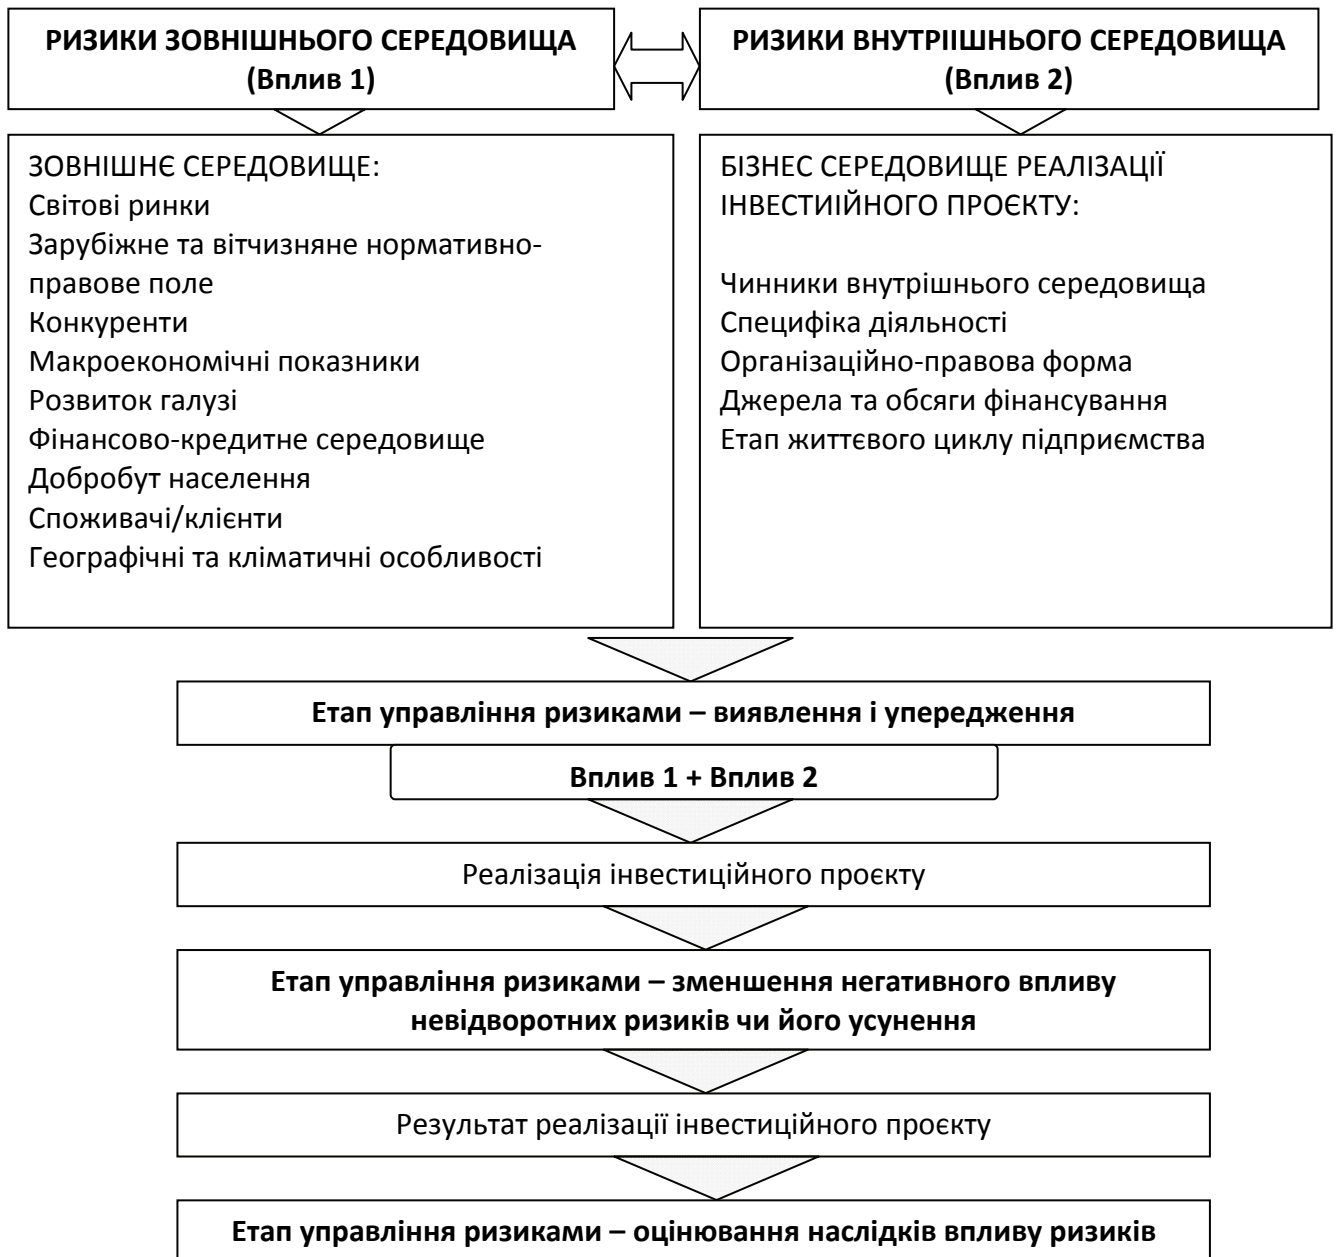 РИЗИКИ ЗОВНІШНЬОГО СЕРЕДОВИЩА
(Вплив 1)
РИЗИКИ ВНУТРІІШНЬОГО СЕРЕДОВИЩА
(Вплив 2)
ЗОВНІШНЄ СЕРЕДОВИЩЕ:
Світові ринки
Зарубіжне та вітчизняне нормативно-
правове поле
Конкуренти
Макроекономічні показники
Розвиток галузі
Фінансово-кредитне середовище
Добробут населення
Споживачі/клієнти
Географічні та кліматичні особливості
БІЗНЕС СЕРЕДОВИЩЕ РЕАЛІЗАЦІЇ
ІНВЕСТИІЙНОГО ПРОЄКТУ:
Чинники внутрішнього середовища
Специфіка діяльності
Організаційно-правова форма
Джерела та обсяги фінансування
Етап життєвого циклу підприємства
Етап управління ризиками – виявлення і упередження
Вплив 1 + Вплив 2
Реалізація інвестиційного проєкту
Етап управління ризиками – зменшення негативного впливу
невідворотних ризиків чи його усунення
Результат реалізації інвестиційного проєкту
Етап управління ризиками – оцінювання наслідків впливу ризиків